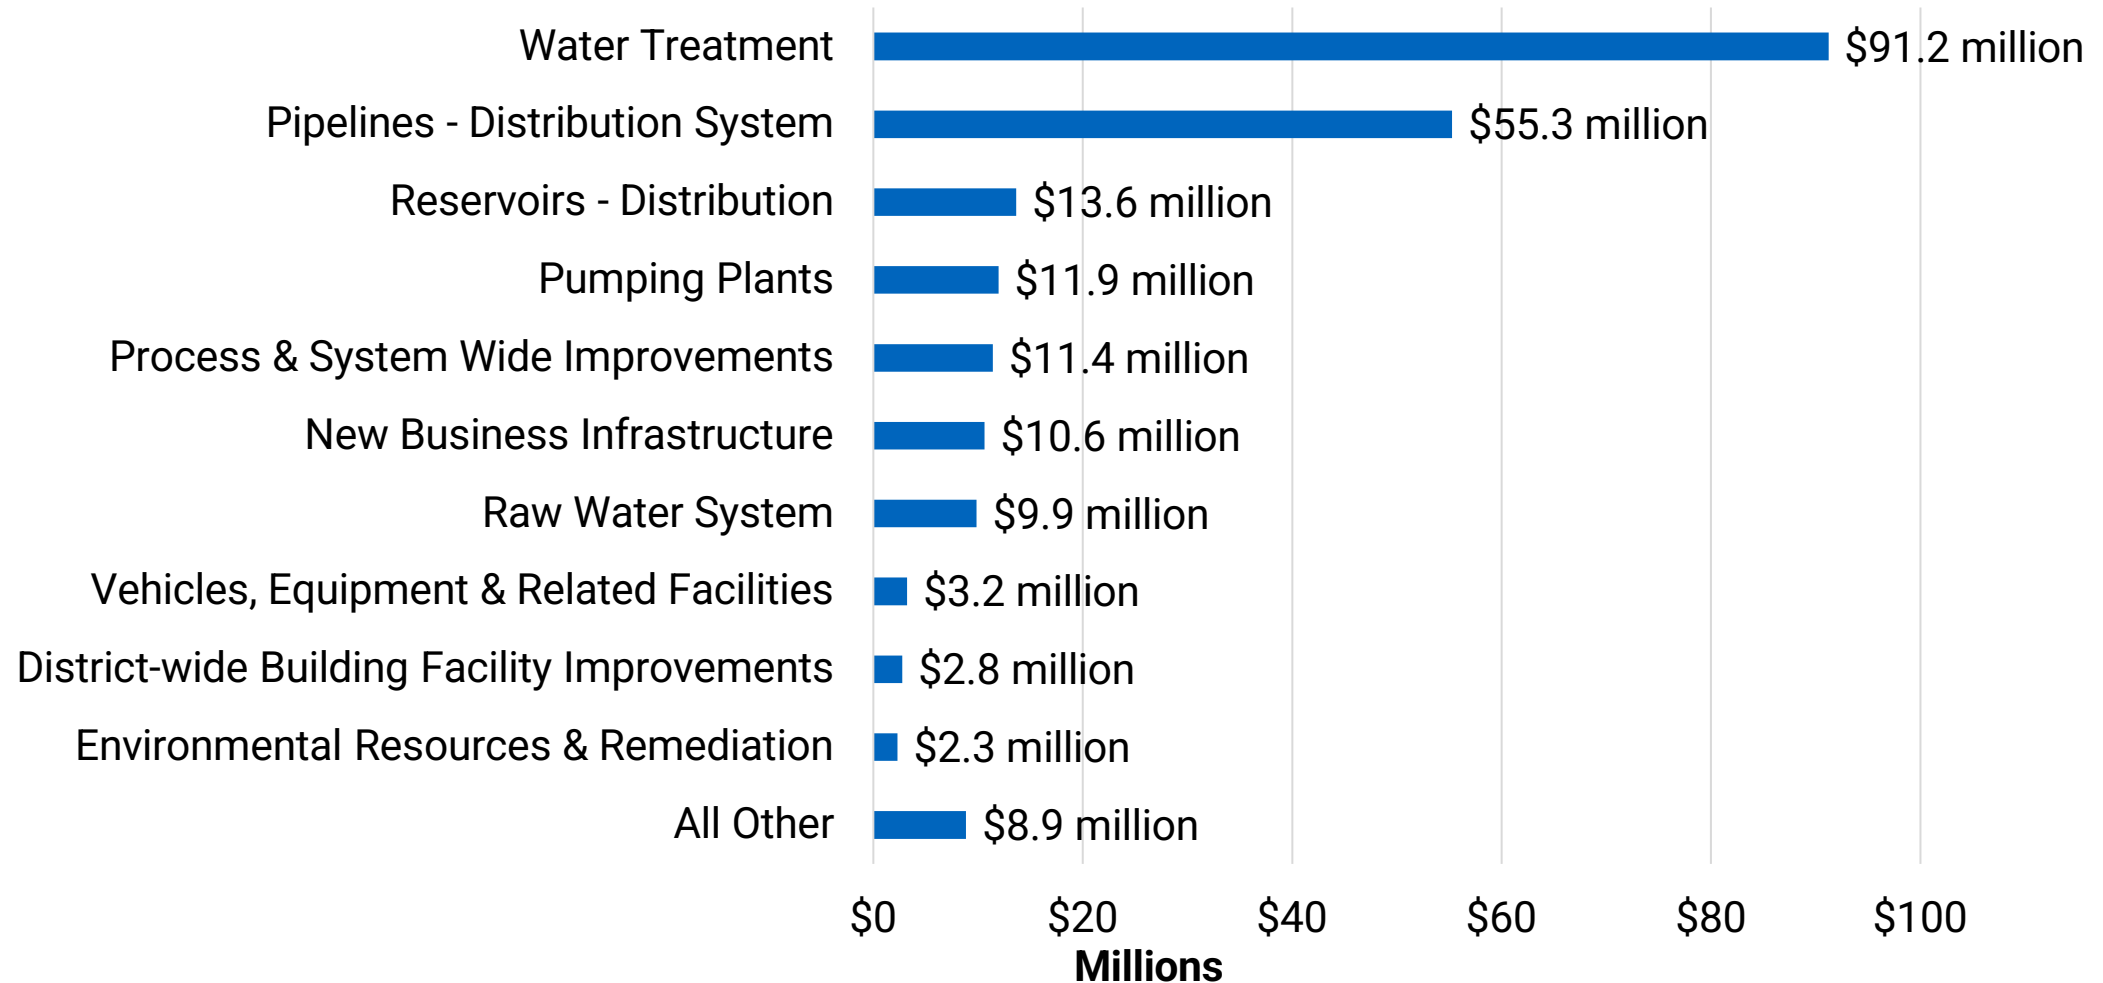 Water Treatment $91.2 million
Pipelines - Distribution System $55.3 million
Reservoirs - Distribution $13.6 million
Pumping Plants $11.9 million
Process & System Wide Improvements $11.4 million
New Business Infrastructure $10.6 million
Raw Water System $9.9 million
Vehicles, Equipment & Related Facilities $3.2 million
District-wide Building Facility Improvements $2.8 million
Environmental Resources & Remediation $2.3 million
All Other $8.9 million
$0 $20 $40 $60 $80 $100
Millions